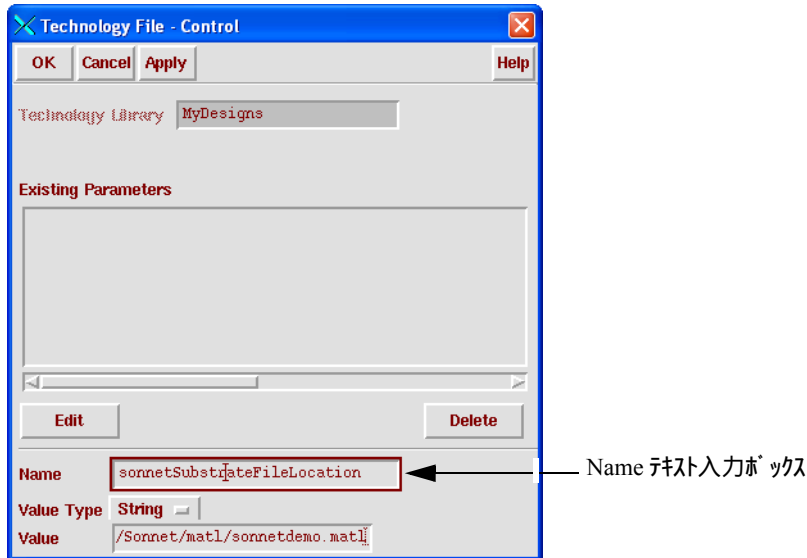 Technology File - Control
OK Cancel Apply Help
Technology Library MyDesigns
Existing Parameters
Edit Delete
Name sonnetSubstrateFileLocation
Name ﾃｷｽﾄ入力ﾎﾞｯｸｽ
Value Type String
Value /Sonnet/matl/sonnetdemo.matl